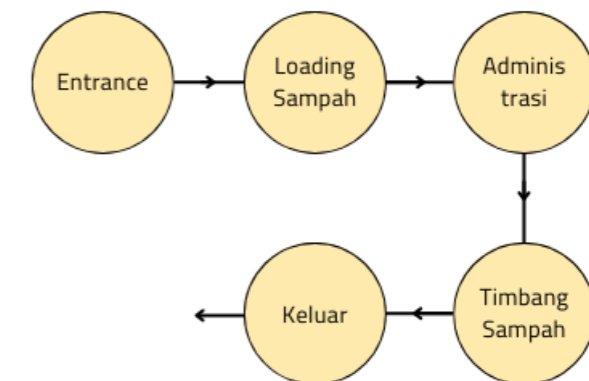 Entrance
Loading
Sampah
Adminis
trasi
Timbang
Sampah
Keluar